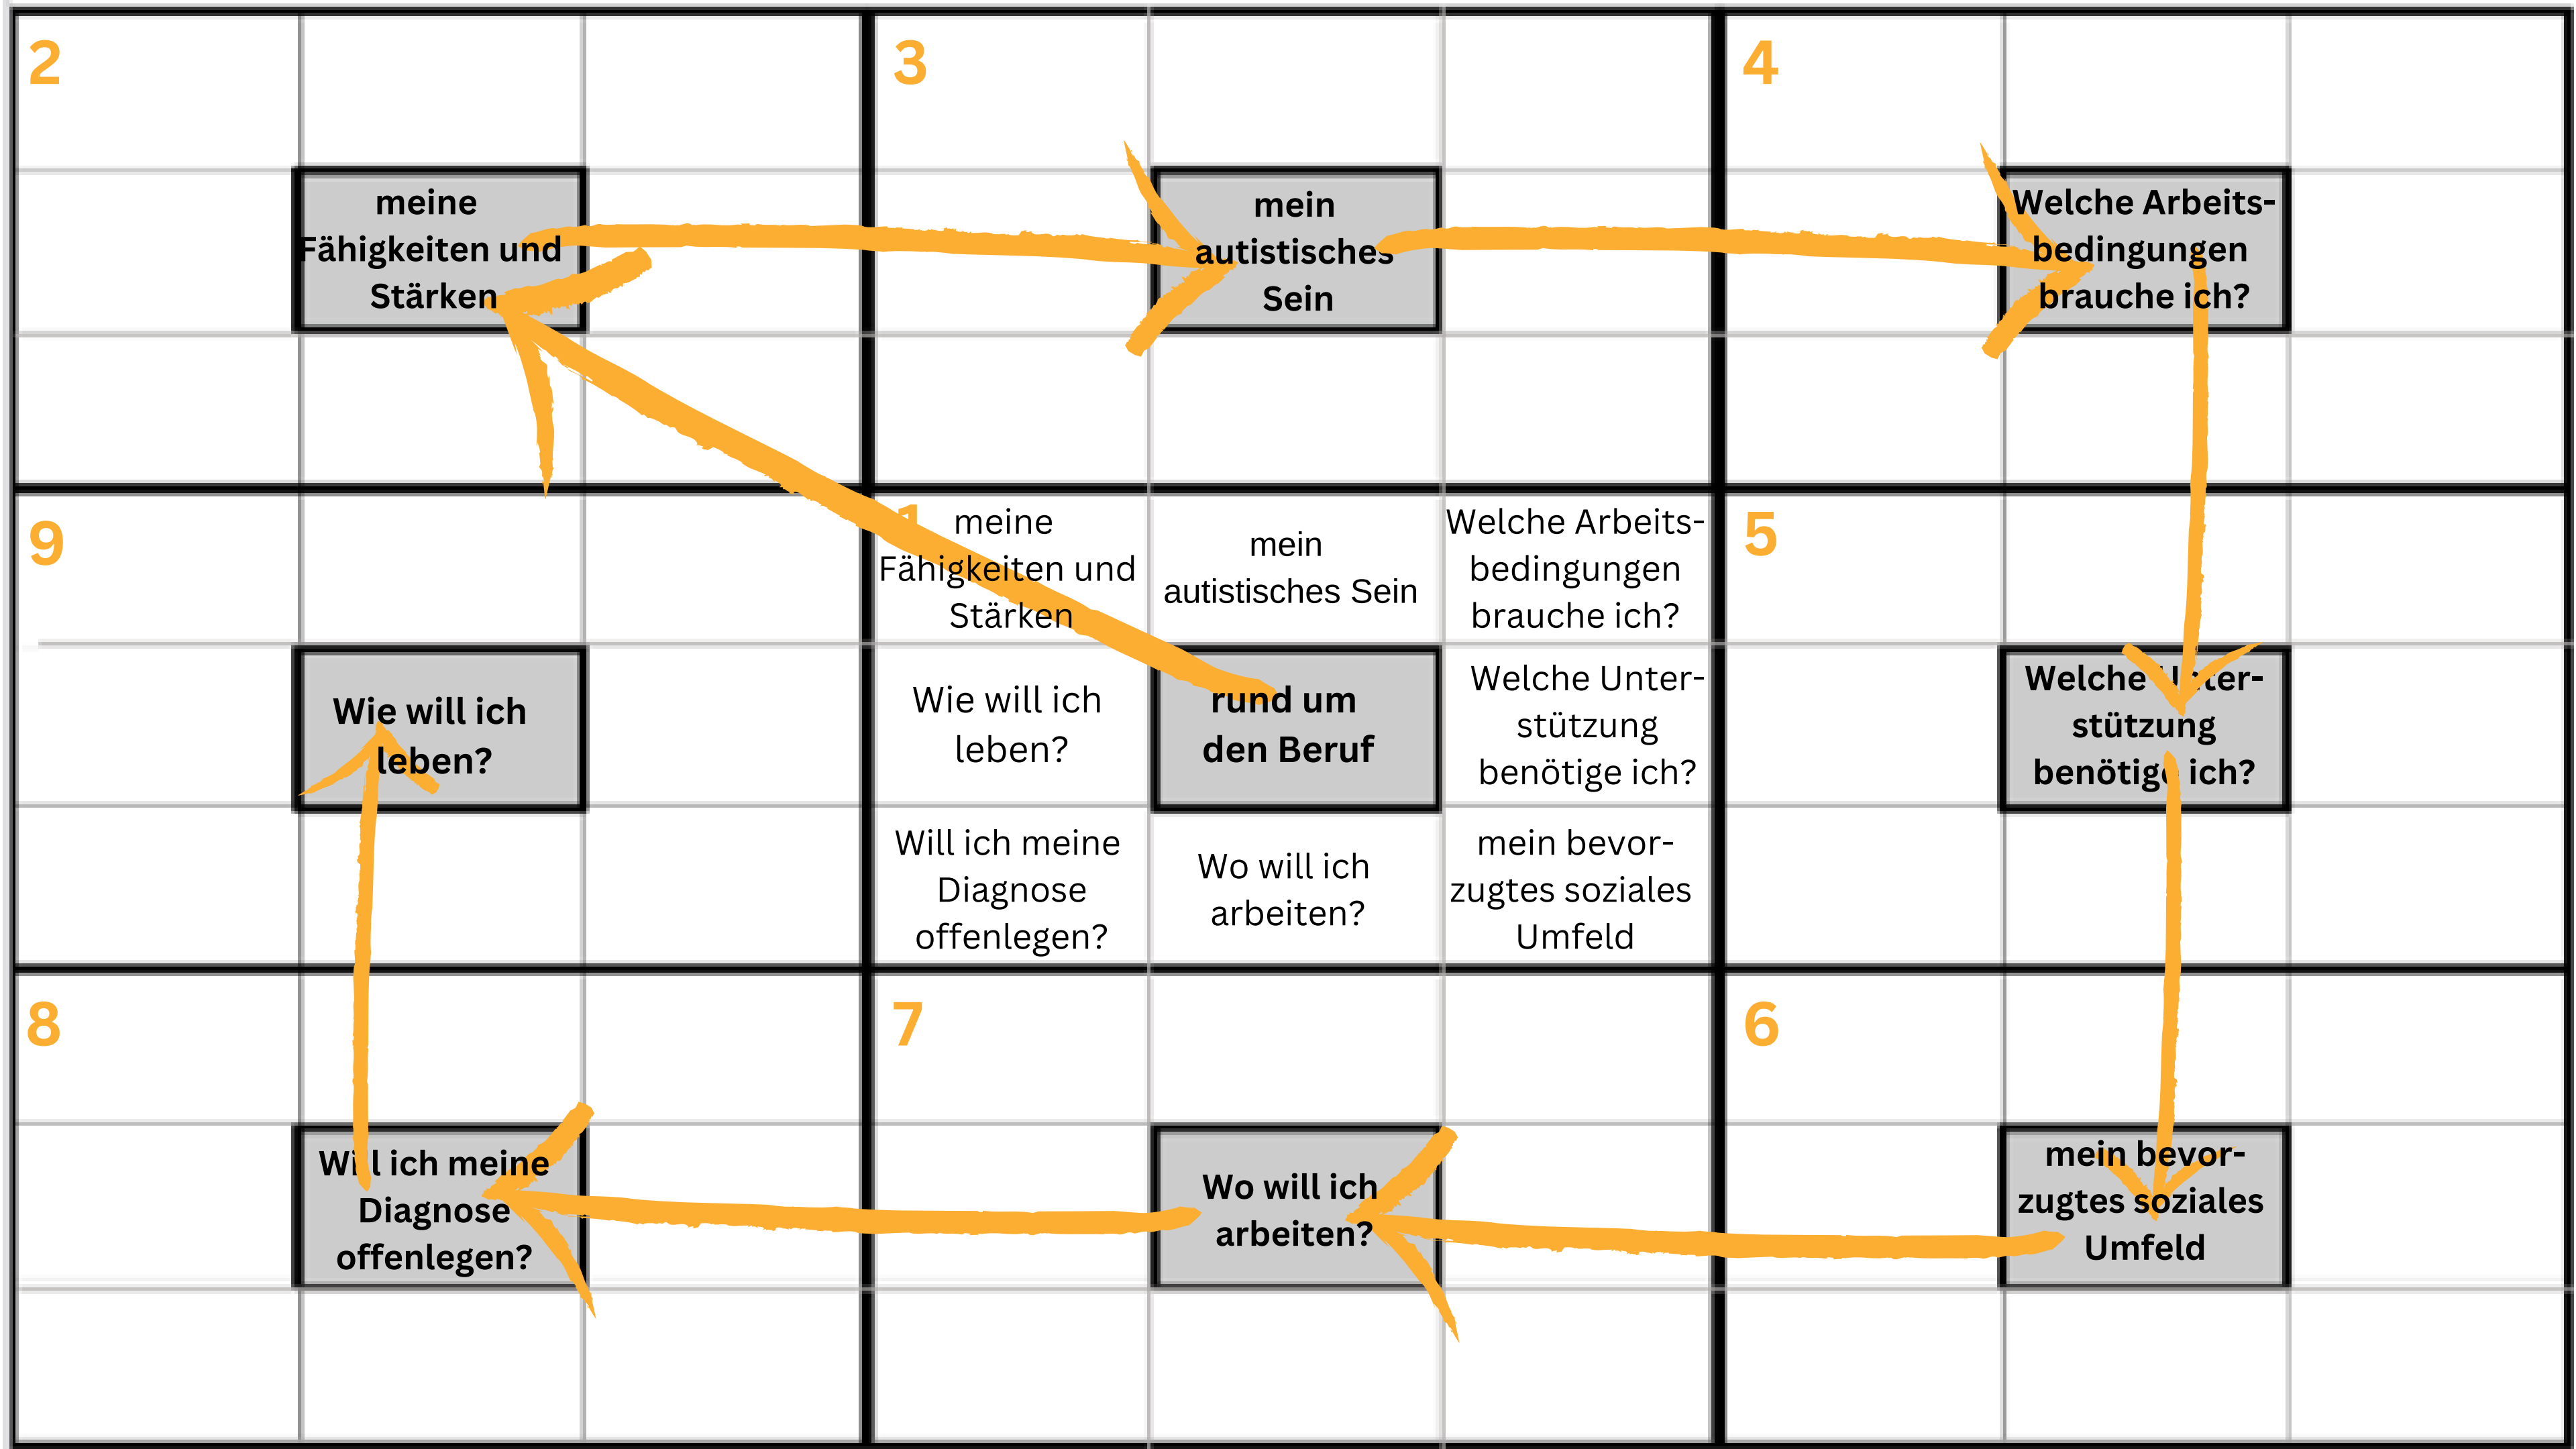 2
meine
Fähigkeiten und
Stärken
3
mein
autistisches
Sein
4
Welche Arbeits-
bedingungen
brauche ich?
9
Wie will ich
leben?
1
meine
Fähigkeiten und
Stärken
mein
autistisches Sein
Welche Arbeits-
bedingungen
brauche ich?
Wie will ich
leben?
rund um
den Beruf
Welche Unter-
stützung
benötige ich?
Will ich meine
Diagnose
offenlegen?
Wo will ich
arbeiten?
mein bevor-
zugtes soziales
Umfeld
5
Welche Unter-
stützung
benötige ich?
8
Will ich meine
Diagnose
offenlegen?
7
Wo will ich
arbeiten?
6
mein bevor-
zugtes soziales
Umfeld